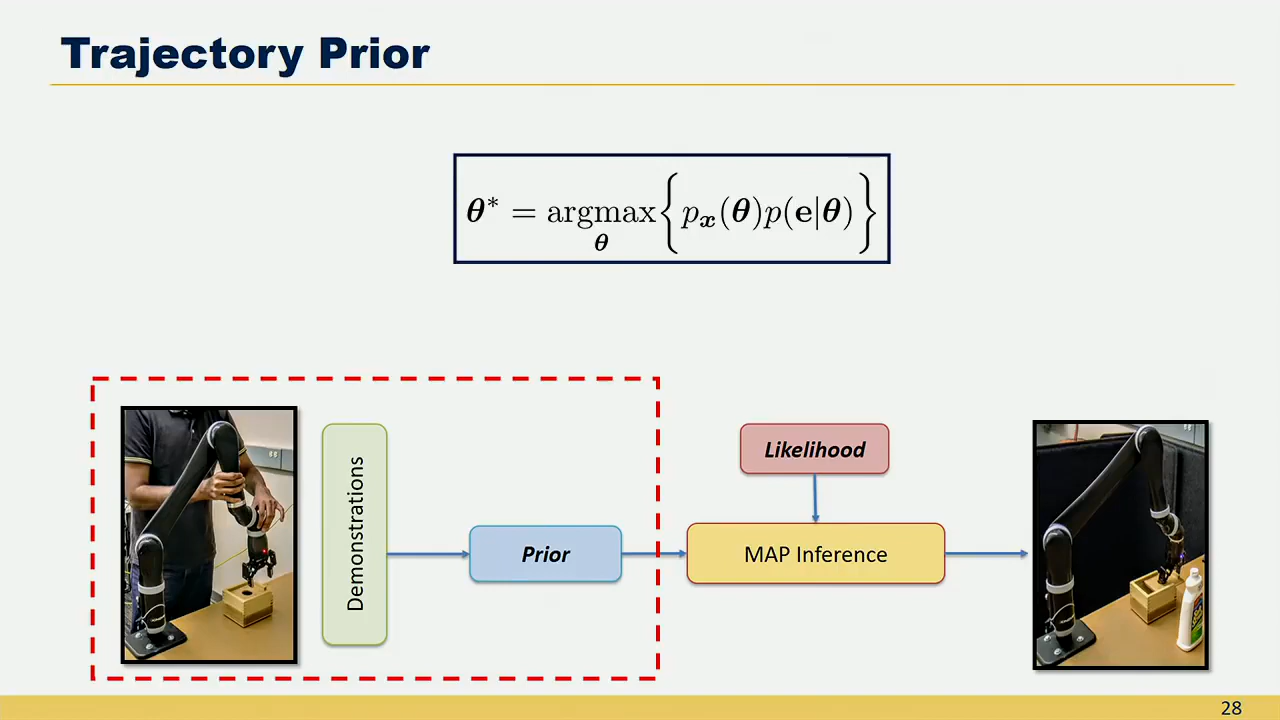 Trajectory Prior
θ* = argmax_θ { p_x(θ)p(e|θ) }
Demonstrations
Prior
Likelihood
MAP Inference
28